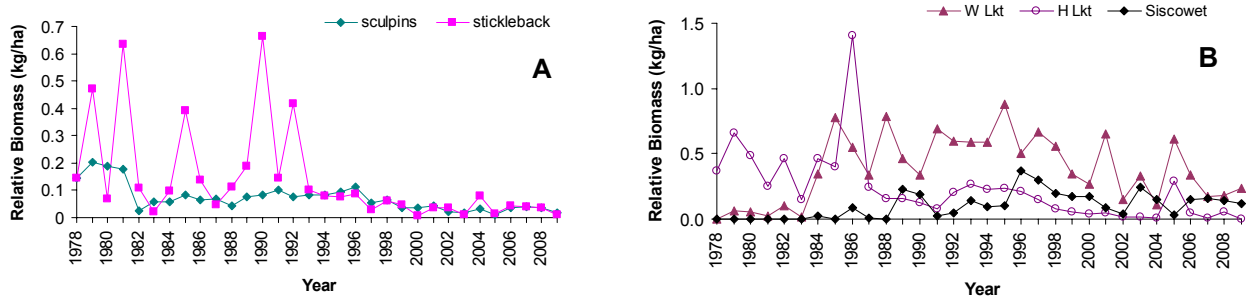 sculpins stickleback
0.7
0.6
0.5
0.4
0.3
0.2
0.1
0
Relative Biomass (kg/ha)
A
1978 1980 1982 1984 1986 1988 1990 1992 1994 1996 1998 2000 2002 2004 2006 2008
Year
W Lkt H Lkt Siscowet
1.5
1.0
0.5
0.0
Relative Biomass (kg/ha)
B
1978 1980 1982 1984 1986 1988 1990 1992 1994 1996 1998 2000 2002 2004 2006 2008
Year